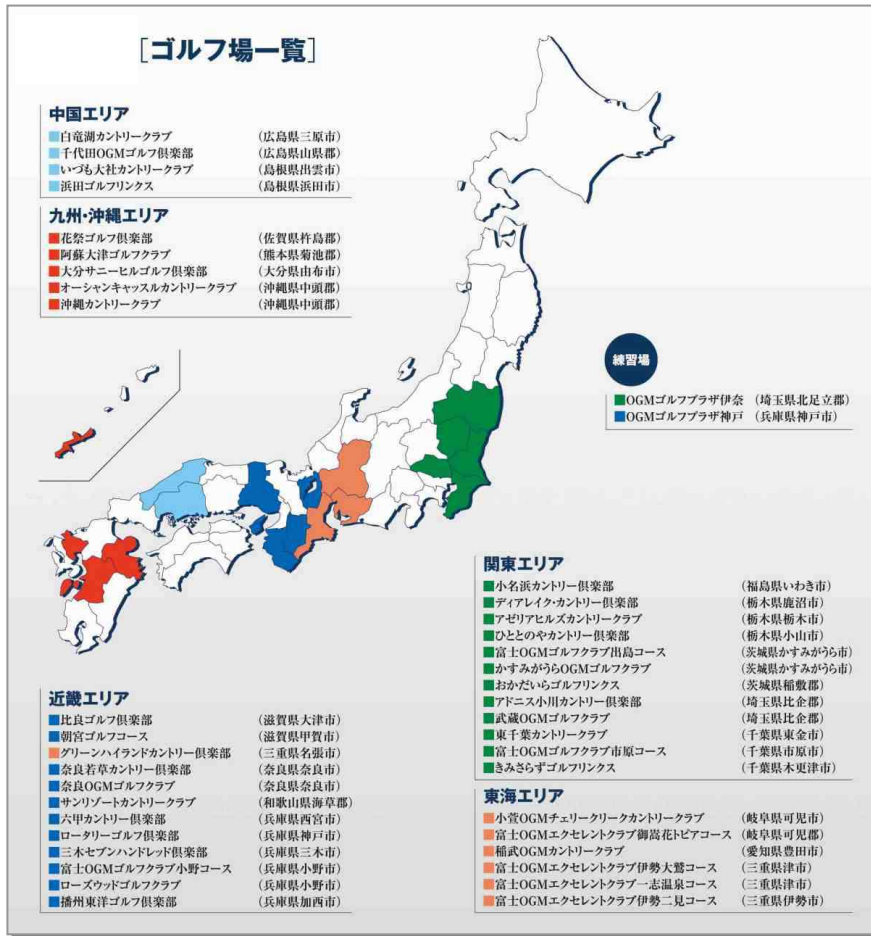 [ゴルフ場一覧]
中国エリア
白竜湖カントリークラブ (広島県三原市)
千代田OGMゴルフ倶楽部 (広島県山県郡)
いづも大社カントリークラブ (島根県出雲市)
浜田ゴルフリンクス (島根県浜田市)
九州・沖縄エリア
花祭ゴルフ倶楽部 (佐賀県杵島郡)
阿蘇大津ゴルフクラブ (熊本県菊池郡)
大分サニーヒルゴルフ倶楽部 (大分県由布市)
オーシャンキャッスルカントリークラブ (沖縄県中頭郡)
沖縄カントリークラブ (沖縄県中頭郡)
練習場
OGMゴルフプラザ伊奈 (埼玉県北足立郡)
OGMゴルフプラザ神戸 (兵庫県神戸市)
関東エリア
小名浜カントリー倶楽部 (福島県いわき市)
ディアレイク・カントリー倶楽部 (栃木県鹿沼市)
アゼリアヒルズカントリークラブ (栃木県栃木市)
ひととのやカントリー倶楽部 (栃木県小山市)
富士OGMゴルフクラブ出島コース (茨城県かすみがうら市)
かすみがうらOGMゴルフクラブ (茨城県かすみがうら市)
おかだいらゴルフリンクス (茨城県稲敷郡)
アドニス小川カントリー倶楽部 (埼玉県比企郡)
武蔵OGMゴルフクラブ (埼玉県比企郡)
東千葉カントリークラブ (千葉県東金市)
富士OGMゴルフクラブ市原コース (千葉県市原市)
きみさらずゴルフリンクス (千葉県木更津市)
近畿エリア
比良ゴルフ倶楽部 (滋賀県大津市)
朝宮ゴルフコース (滋賀県甲賀市)
グリーンハイランドカントリー倶楽部 (三重県名張市)
奈良若草カントリー倶楽部 (奈良県奈良市)
奈良OGMゴルフクラブ (奈良県奈良市)
サンリゾートカントリークラブ (和歌山県海草郡)
六甲カントリー倶楽部 (兵庫県西宮市)
ロータリーゴルフ倶楽部 (兵庫県神戸市)
三木セブンハンドレッド倶楽部 (兵庫県三木市)
富士OGMゴルフクラブ小野コース (兵庫県小野市)
ローズウッドゴルフクラブ (兵庫県小野市)
播州東洋ゴルフ倶楽部 (兵庫県加西市)
東海エリア
小萱OGMチェリークリークカントリークラブ (岐阜県可児市)
富士OGMエクセレントクラブ御嵩花トピアコース (岐阜県可児郡)
稲武OGMカントリークラブ (愛知県豊田市)
富士OGMエクセレントクラブ伊勢大鷲コース (三重県津市)
富士OGMエクセレントクラブ一志温泉コース (三重県津市)
富士OGMエクセレントクラブ伊勢二見コース (三重県伊勢市)